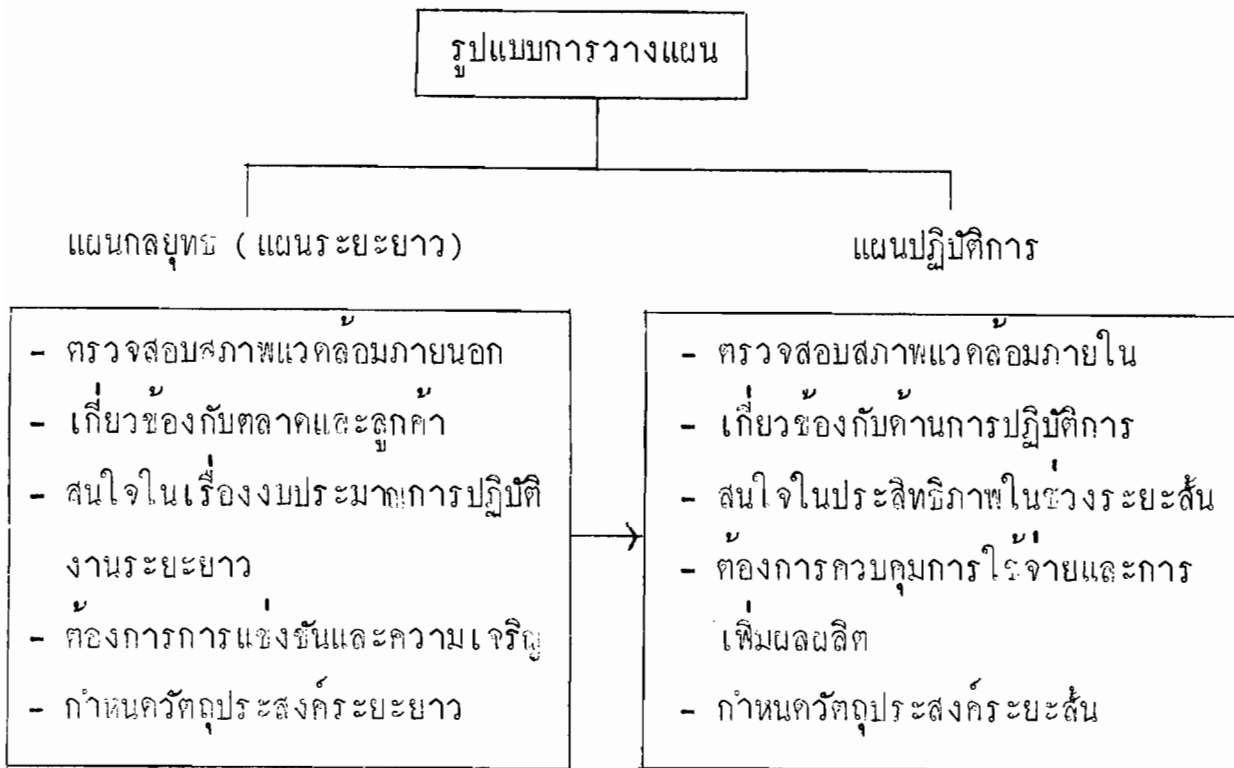 รูปแบบการวางแผน
แผนกลยุทธ (แผนระยะยาว)
แผนปฏิบัติการ
- ตรวจสอบสภาพแวดล้อมภายนอก
- เกี่ยวข้องกับตลาดและลูกค้า
- สนใจในเรื่องงบประมาณการปฏิบัติ
งานระยะยาว
- ต้องการการแข่งขันและความเจริญ
- กำหนดวัตถุประสงค์ระยะยาว
- ตรวจสอบสภาพแวดล้อมภายใน
- เกี่ยวข้องกับด้านการปฏิบัติการ
- สนใจในประสิทธิภาพในช่วงระยะสั้น
- ต้องการควบคุมการใช้จ่ายและการ
เพิ่มผลผลิต
- กำหนดวัตถุประสงค์ระยะสั้น